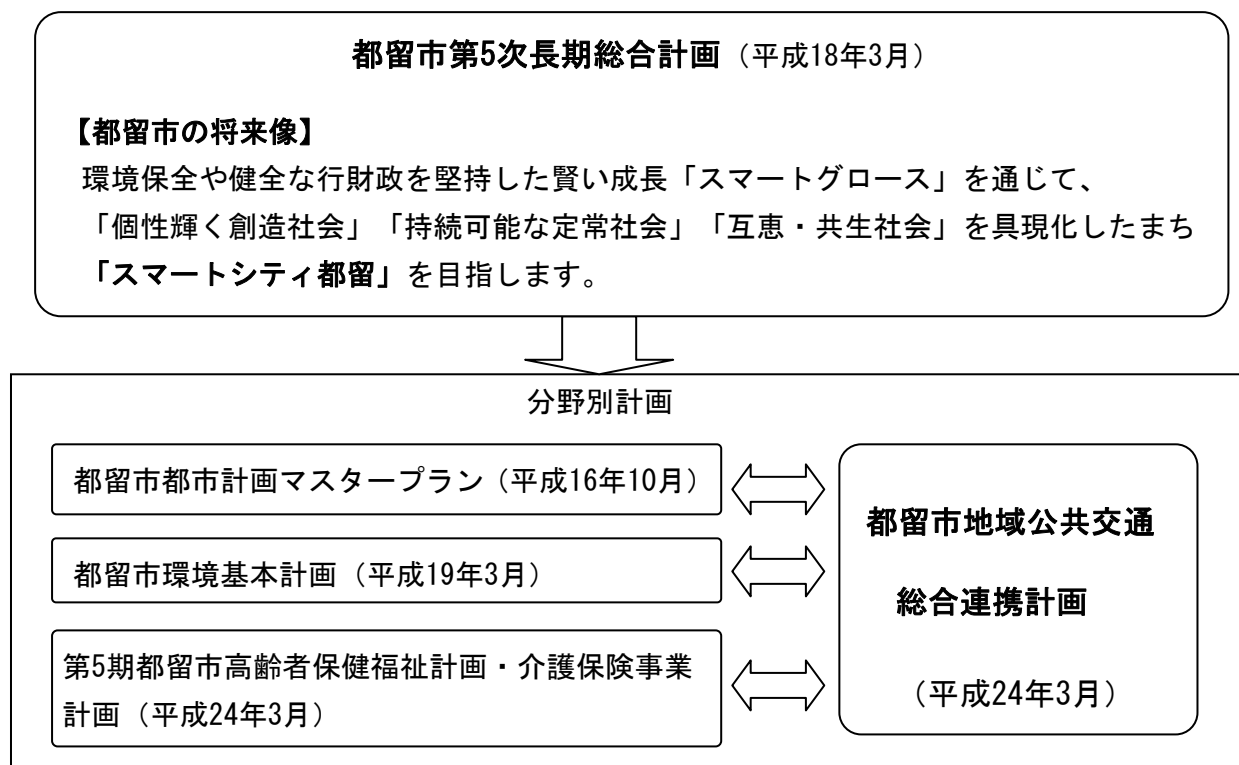 都留市第5次長期総合計画（平成18年3月）
【都留市の将来像】
環境保全や健全な行財政を堅持した賢い成長「スマートグロース」を通じて、
「個性輝く創造社会」「持続可能な定常社会」「互恵・共生社会」を具現化したまち
「スマートシティ都留」を目指します。
分野別計画
都留市都市計画マスタープラン（平成16年10月）
都留市環境基本計画（平成19年3月）
第5期都留市高齢者保健福祉計画・介護保険事業
計画（平成24年3月）
都留市地域公共交通
総合連携計画
（平成24年3月）